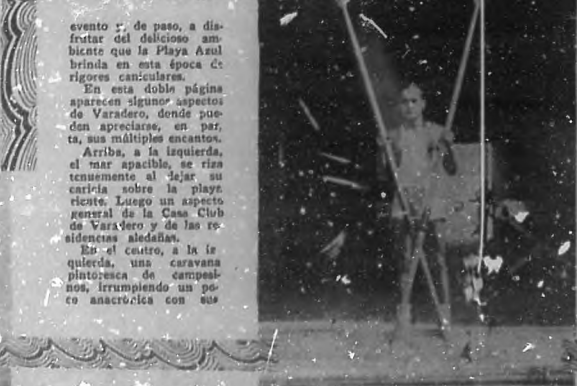 evento y, de paso, a dis-
frutar del delicioso am-
biente que la Playa Azul
brinda en esta época de
rigores caniculares.
En esta doble página
aparecen algunos aspectos
de Varadero, donde pue-
den apreciarse, en par-
ta, sus múltiples encantos.
Arriba, a la izquierda,
el mar apacible, se riza
tenuemente al dejar su
caricia sobre la playa
riente. Luego un aspecto
general de la Casa Club
de Varadero y de las re-
sidencias aledañas.
En el centro, a la iz
quierda, una caravana
pintoresca de campesi-
nos, irrumpiendo un po-
co anacrónica con sus